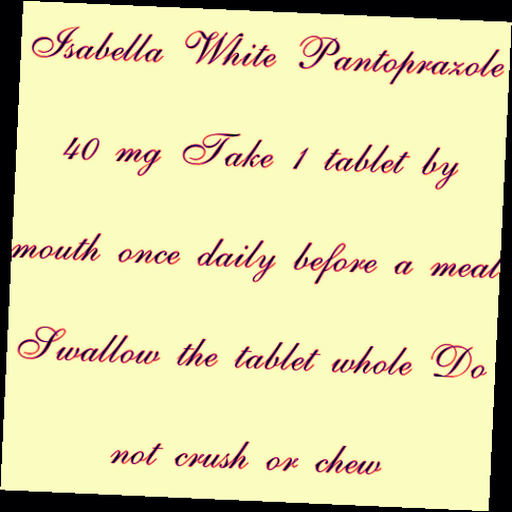 Isabella White Pantoprazole
40 mg Take 1 tablet by
mouth once daily before a meal
Swallow the tablet whole Do
not crush or chew